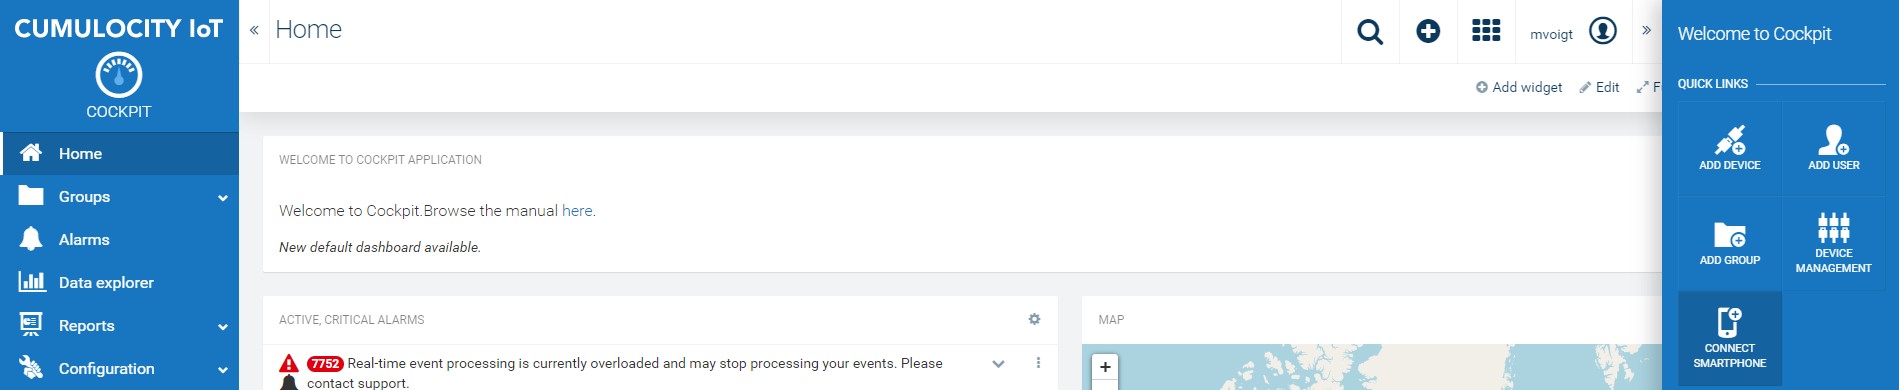 CUMULOCITY IoT
COCKPIT
Home
Groups
Alarms
Data explorer
Reports
Configuration
« Home
mvoigt »
+ Add widget Edit F
WELCOME TO COCKPIT APPLICATION
Welcome to Cockpit.Browse the manual here.
New default dashboard available.
ACTIVE, CRITICAL ALARMS
7752 Real-time event processing is currently overloaded and may stop processing your events. Please
contact support.
MAP
+
Welcome to Cockpit
QUICK LINKS
ADD DEVICE
ADD USER
ADD GROUP
DEVICE
MANAGEMENT
CONNECT
SMARTPHONE